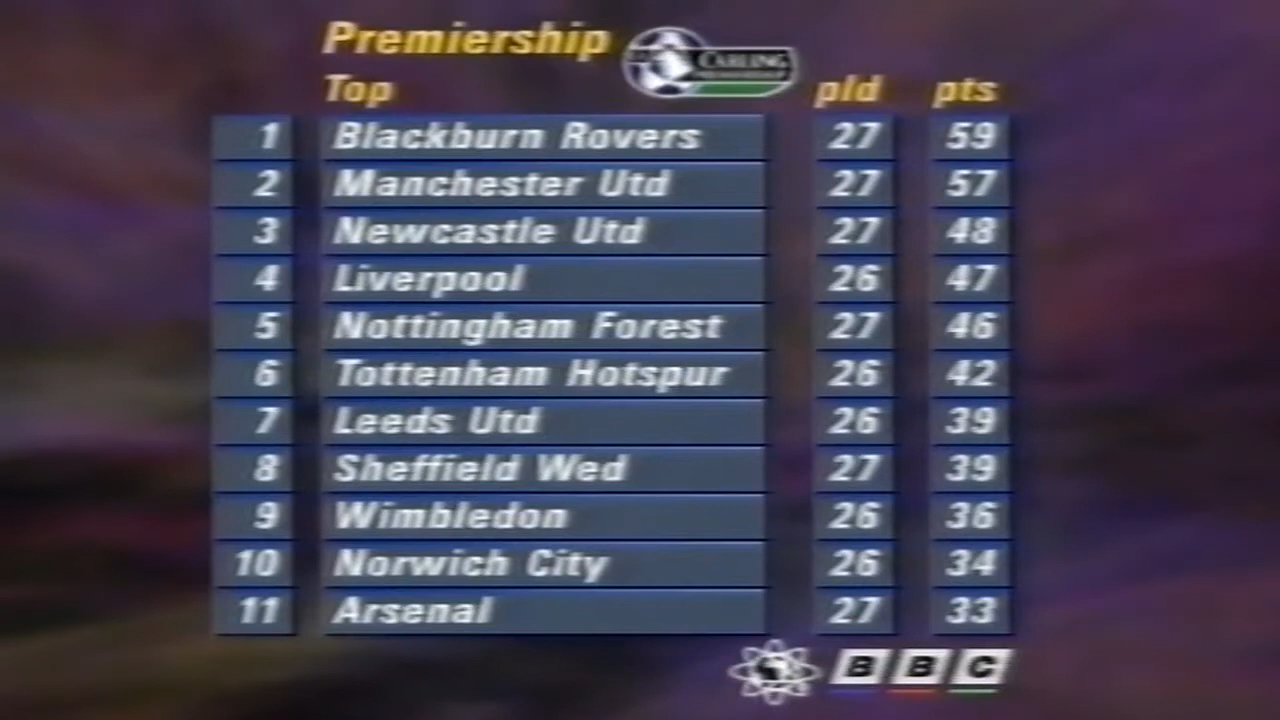 Premiership
CARLING
PREMIERSHIP
Top pld pts
1 Blackburn Rovers 27 59
2 Manchester Utd 27 57
3 Newcastle Utd 27 48
4 Liverpool 26 47
5 Nottingham Forest 27 46
6 Tottenham Hotspur 26 42
7 Leeds Utd 26 39
8 Sheffield Wed 27 39
9 Wimbledon 26 36
10 Norwich City 26 34
11 Arsenal 27 33
BBC